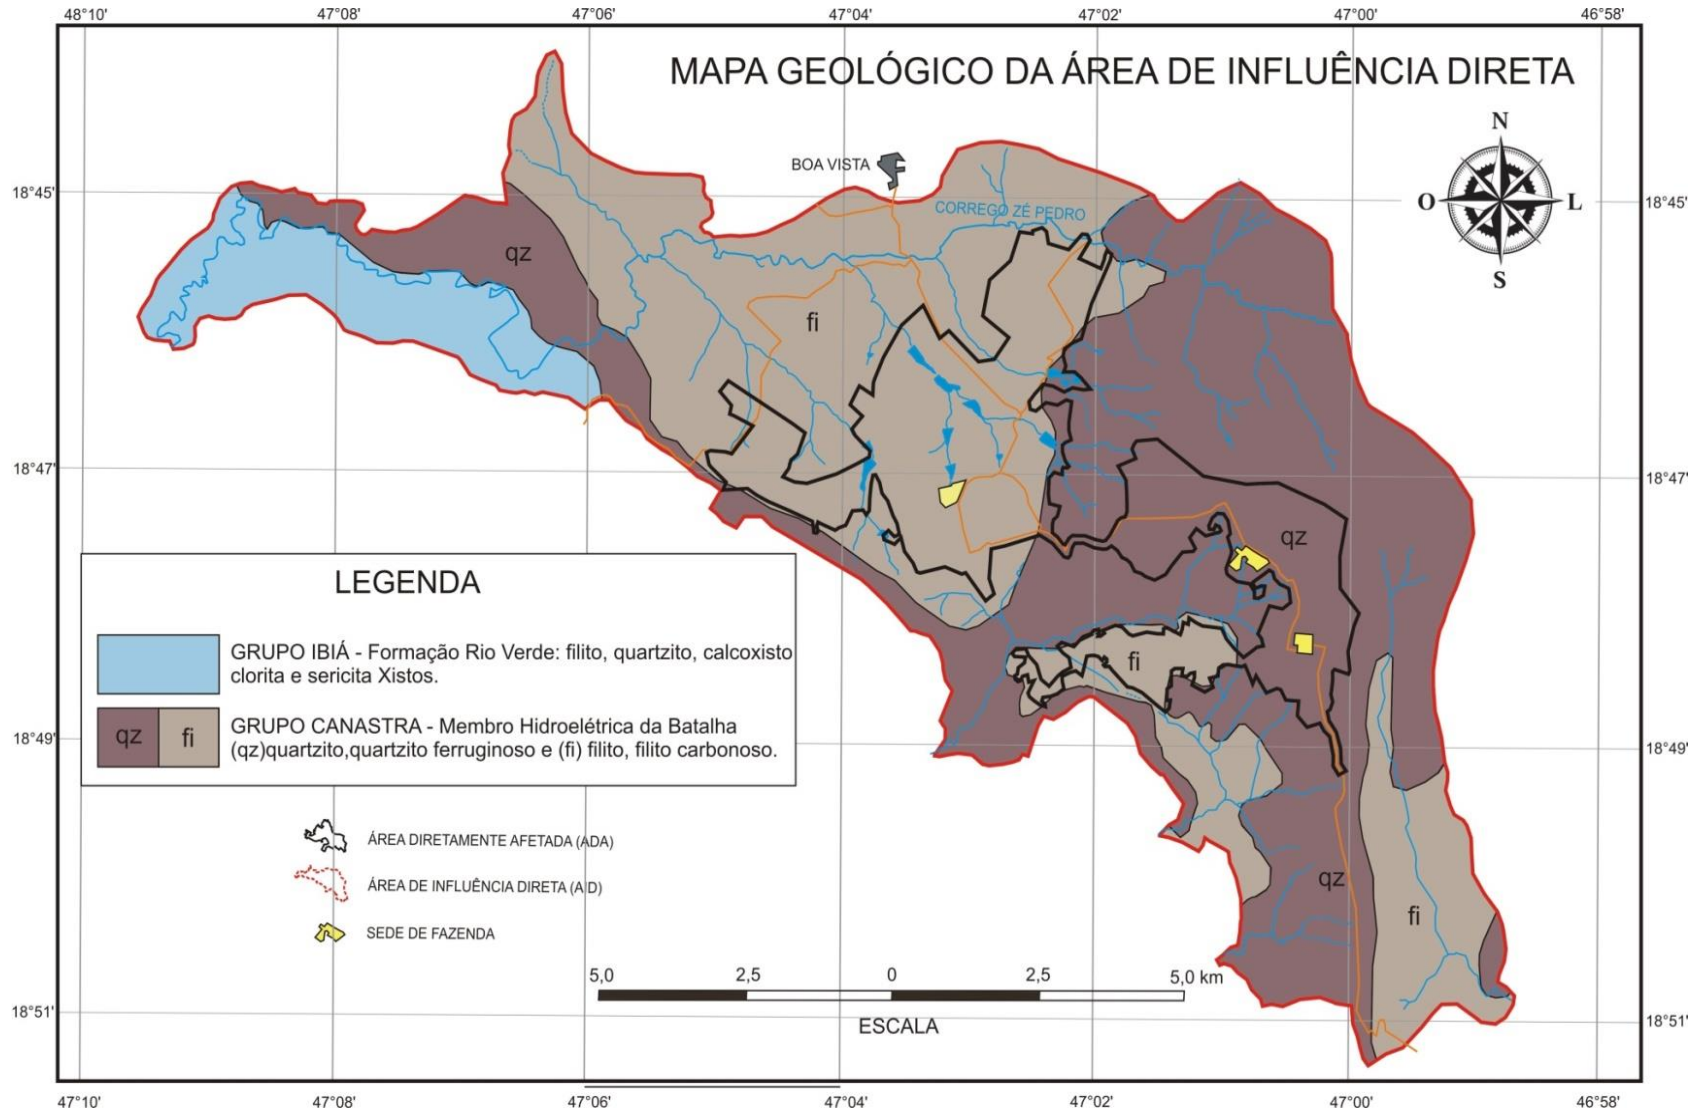 48°10' 47°08' 47°06' 47°04' 47°02' 47°00' 46°58'
MAPA GEOLÓGICO DA ÁREA DE INFLUÊNCIA DIRETA
N
O L
S
BOA VISTA
18°45' 18°45'
CORREGO ZÉ PEDRO
qz
fi
18°47' 18°47'
qz
fi
LEGENDA
GRUPO IBIÁ - Formação Rio Verde: filito, quartzito, calcoxisto
clorita e sericita Xistos.
qz fi
GRUPO CANASTRA - Membro Hidroelétrica da Batalha
(qz)quartzito,quartzito ferruginoso e (fi) filito, filito carbonoso.
18°49' 18°49'
ÁREA DIRETAMENTE AFETADA (ADA)
ÁREA DE INFLUÊNCIA DIRETA (AID)
SEDE DE FAZENDA
qz
fi
5,0 2,5 0 2,5 5,0 km
ESCALA
18°51' 18°51'
47°10' 47°08' 47°06' 47°04' 47°02' 47°00' 46°58'